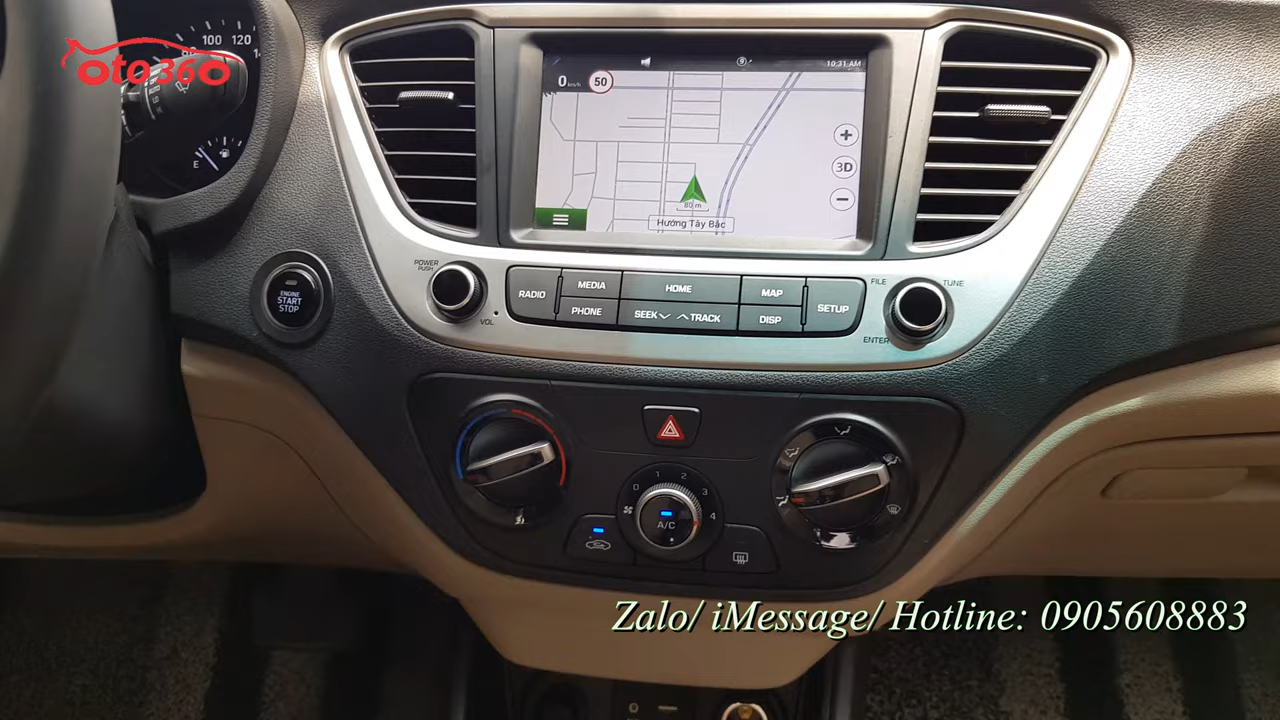 oto360
100 120
E
0 km/h
50
10:31 AM
3D
80 m
Hướng Tây Bắc
POWER
PUSH
VOL
RADIO
MEDIA
PHONE
HOME
SEEK TRACK
MAP
DISP
SETUP
FILE
TUNE
ENTER
ENGINE
START
STOP
0 1 2 3 4
A/C
Zalo/ iMessage/ Hotline: 0905608883